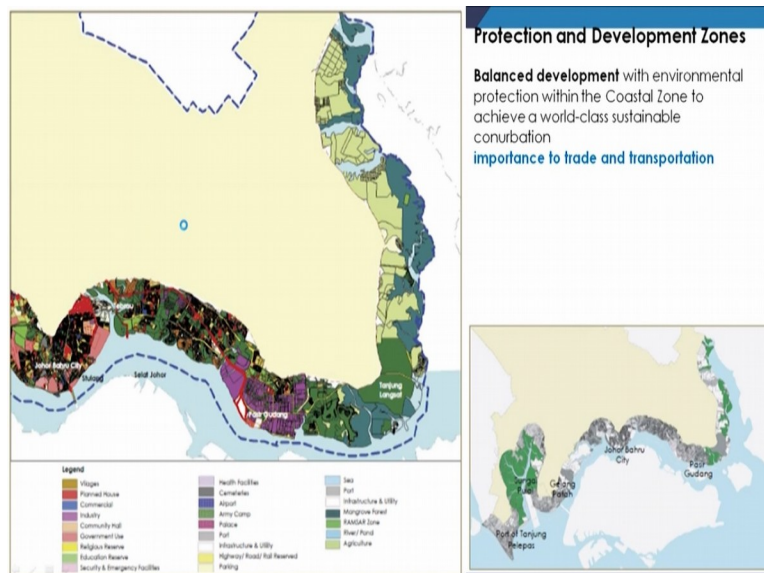 Protection and Development Zones
Balanced development with environmental
protection within the Coastal Zone to
achieve a world-class sustainable
conurbation
importance to trade and transportation
Tebrau
Johor Bahru City
Stulang
Selat Johor
Pasir Gudang
Tanjung
Langsat
Legend
Villages
Planned House
Commercial
Industry
Community Hall
Government Use
Religious Reserve
Education Reserve
Security & Emergency Facilities
Health Facilities
Cemeteries
Airport
Army Camp
Palace
Port
Infrastructure & Utility
Highway/ Road/ Rail Reserved
Parking
Sea
Port
Infrastructure & Utility
Mangrove Forest
RAMSAR Zone
River/ Pond
Agriculture
Johor Bahru
City
Pasir
Gudang
Sungai
Pulai
Gelang
Patah
Port of Tanjung
Pelepas